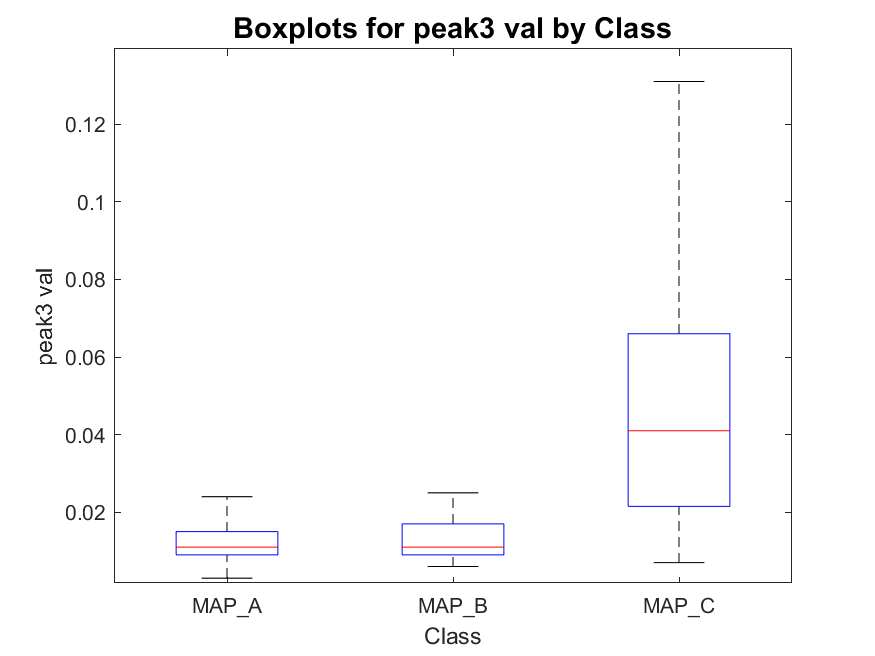 Boxplots for peak3 val by Class
peak3 val
0.12
0.1
0.08
0.06
0.04
0.02
MAP_A MAP_B MAP_C
Class